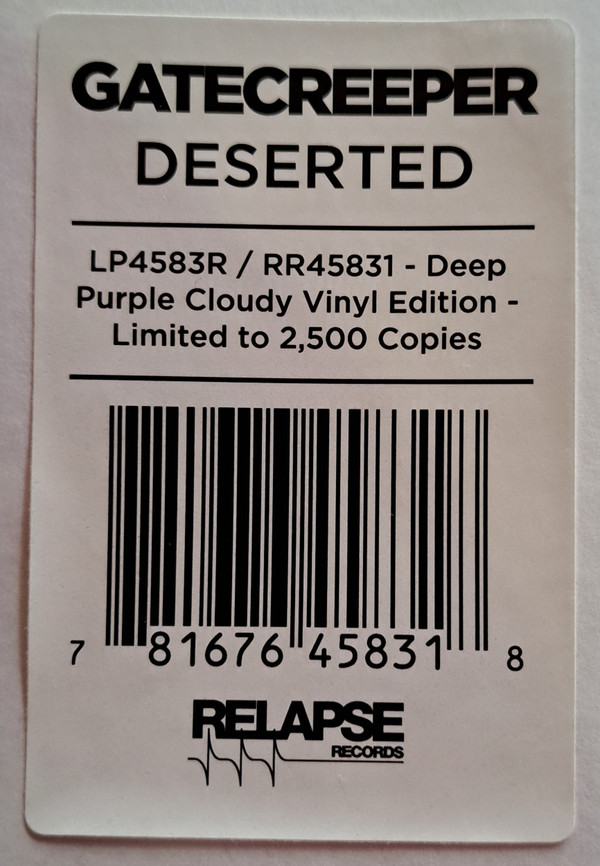 GATECREEPER
DESERTED
LP4583R / RR45831 - Deep
Purple Cloudy Vinyl Edition -
Limited to 2,500 Copies
7 81676 45831 8
RELAPSE
RECORDS